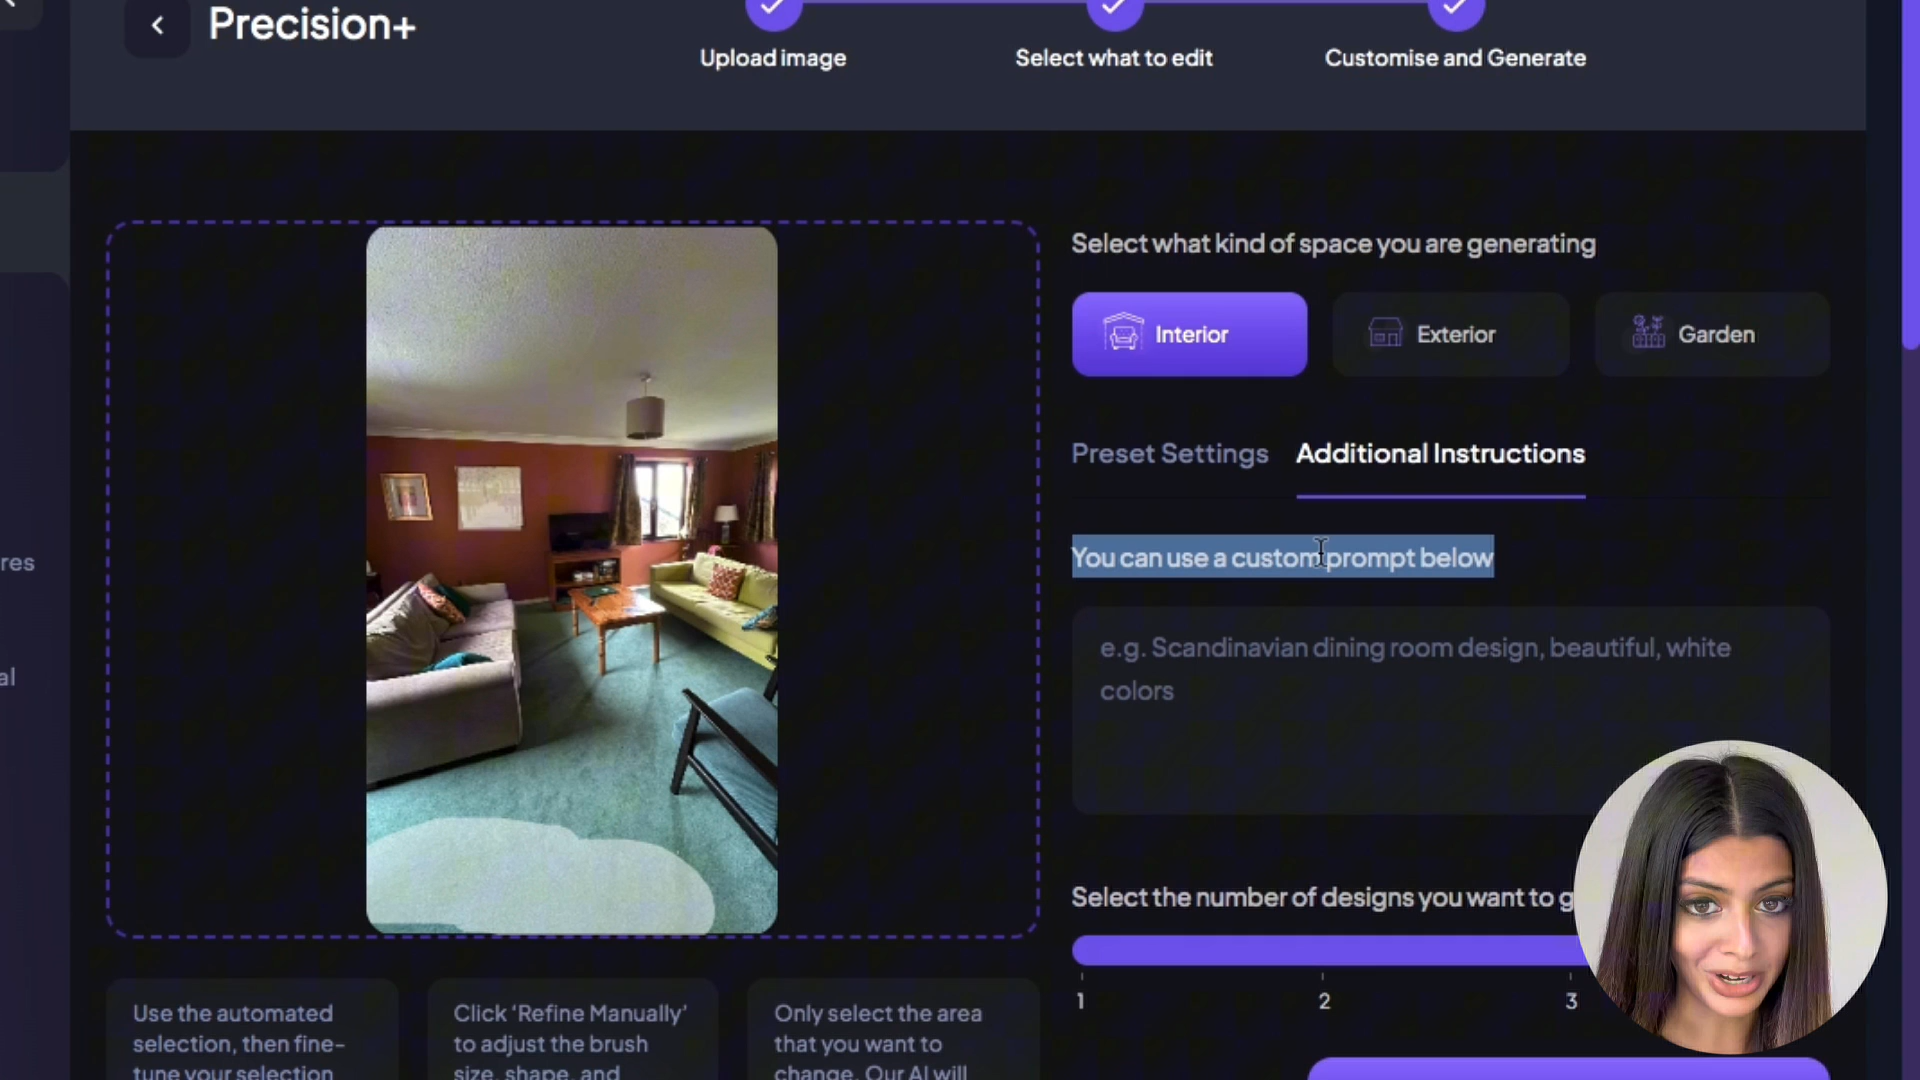 Precision+
Upload image
Select what to edit
Customise and Generate
Select what kind of space you are generating
Interior
Exterior
Garden
Preset Settings
Additional Instructions
You can use a custom prompt below
e.g. Scandinavian dining room design, beautiful, white
colors
res
al
Select the number of designs you want to g
1
2
3
Use the automated
selection, then fine-
tune your selection
Click ‘Refine Manually’
to adjust the brush
size, shape, and
Only select the area
that you want to
change. Our AI will